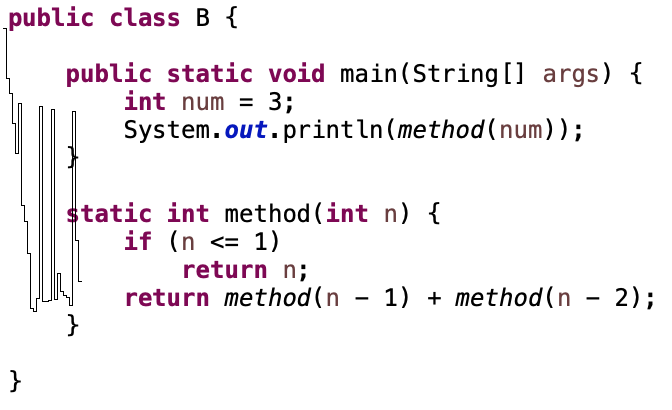 public class B {
public static void main(String[] args) {
int num = 3;
System.out.println(method(num));
}
static int method(int n) {
if (n <= 1)
return n;
return method(n - 1) + method(n - 2);
}
}